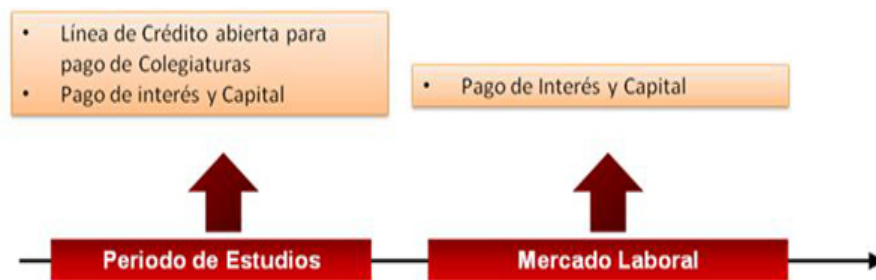 • Línea de Crédito abierta para
pago de Colegiaturas
• Pago de interés y Capital
• Pago de Interés y Capital
Periodo de Estudios
Mercado Laboral